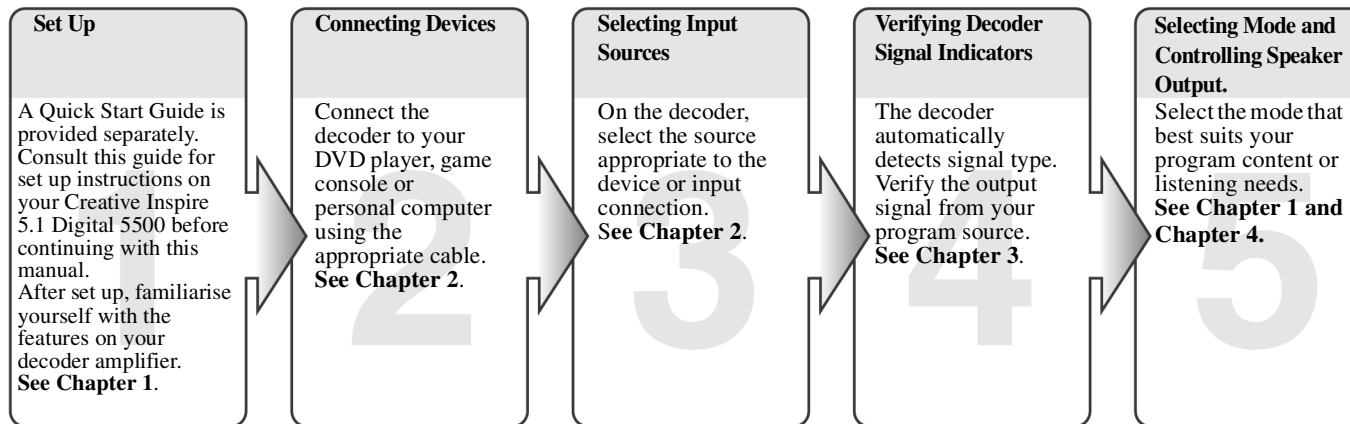 Set Up
A Quick Start Guide is
provided separately.
Consult this guide for
set up instructions on
your Creative Inspire
5.1 Digital 5500 before
continuing with this
manual.
After set up, familiarise
yourself with the
features on your
decoder amplifier.
See Chapter 1.
1
Connecting Devices
Connect the
decoder to your
DVD player, game
console or
personal computer
using the
appropriate cable.
See Chapter 2.
2
Selecting Input
Sources
On the decoder,
select the source
appropriate to the
device or input
connection.
See Chapter 2.
3
Verifying Decoder
Signal Indicators
The decoder
automatically
detects signal type.
Verify the output
signal from your
program source.
See Chapter 3.
4
Selecting Mode and
Controlling Speaker
Output.
Select the mode that
best suits your
program content or
listening needs.
See Chapter 1 and
Chapter 4.
5